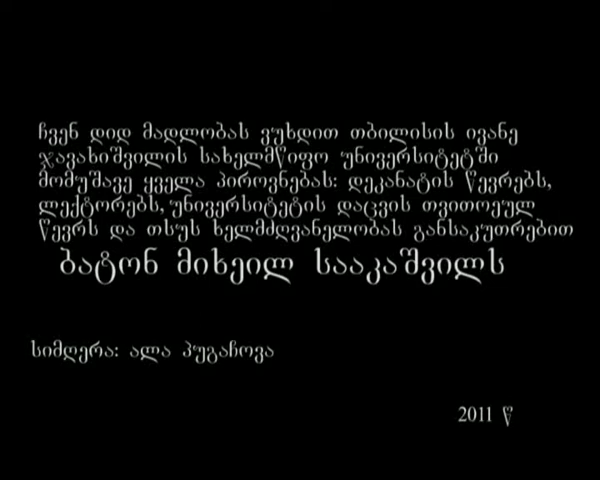 ჩვენ დიდ მადლობას ვუხდით თბილისის ივანე
ჯავახიშვილის სახელმწიფო უნივერსიტეტში
მომუშავე ყველა პიროვნებას: დეკანატის წევრებს,
ლექტორებს, უნივერსიტეტის დაცვის თვითოეულ
წევრს და თსუს ხელმძღვანელობას განსაკუთრებით
ბატონ მიხეილ სააკაშვილს
სიმღერა: ალა პუგაჩოვა
2011 წ